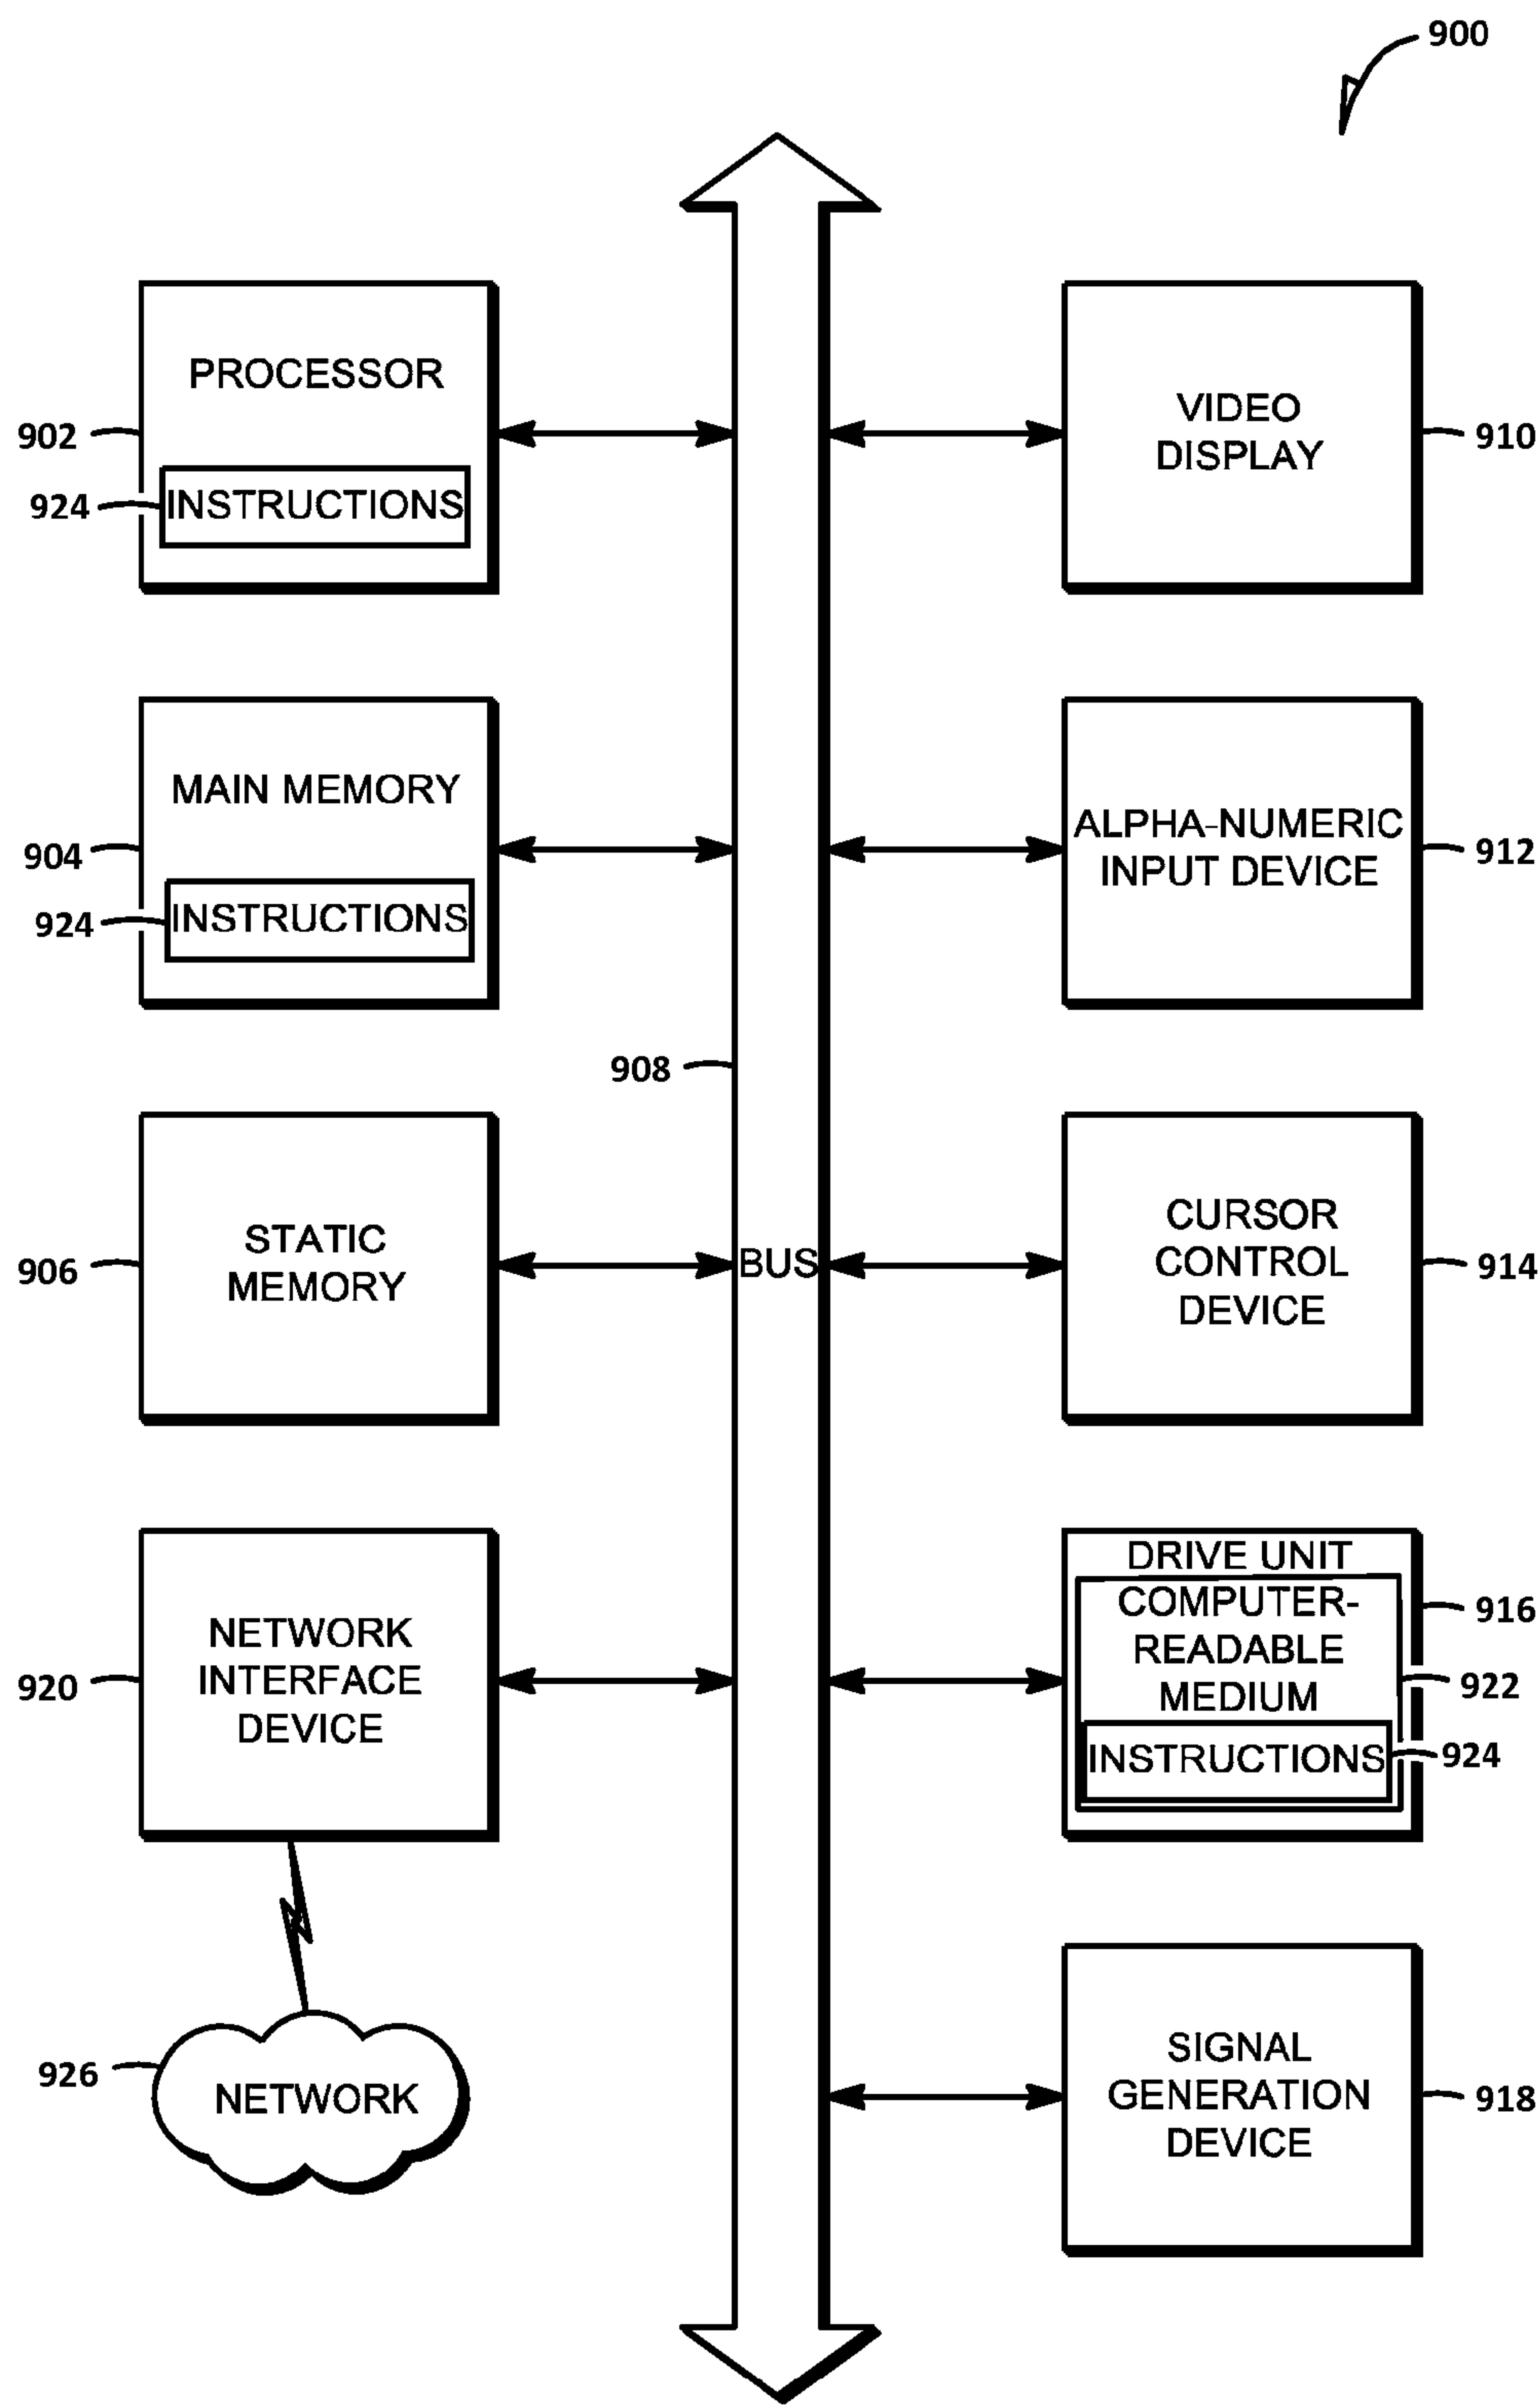 900
PROCESSOR
902
924
INSTRUCTIONS
VIDEO
DISPLAY
910
MAIN MEMORY
904
924
INSTRUCTIONS
ALPHA-NUMERIC
INPUT DEVICE
912
908
STATIC
MEMORY
906
BUS
CURSOR
CONTROL
DEVICE
914
NETWORK
INTERFACE
DEVICE
920
DRIVE UNIT
COMPUTER-
READABLE
MEDIUM
916
922
INSTRUCTIONS
924
926
NETWORK
SIGNAL
GENERATION
DEVICE
918